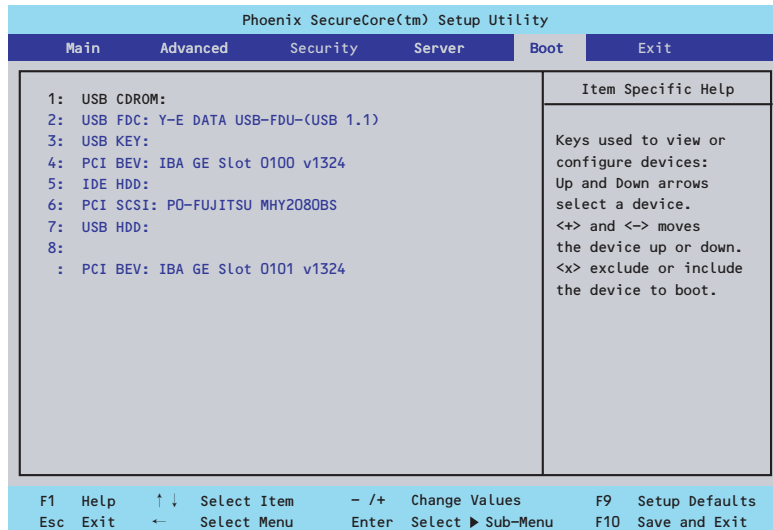 Phoenix SecureCore(tm) Setup Utility
Main Advanced Security Server Boot Exit
1: USB CDROM:
2: USB FDC: Y-E DATA USB-FDU-(USB 1.1)
3: USB KEY:
4: PCI BEV: IBA GE Slot 0100 v1324
5: IDE HDD:
6: PCI SCSI: PO-FUJITSU MHY2080BS
7: USB HDD:
8:
: PCI BEV: IBA GE Slot 0101 v1324
Item Specific Help
Keys used to view or
configure devices:
Up and Down arrows
select a device.
<+> and <-> moves
the device up or down.
<x> exclude or include
the device to boot.
F1 Help ↑↓ Select Item - /+ Change Values F9 Setup Defaults
Esc Exit ← Select Menu Enter Select ▶ Sub-Menu F10 Save and Exit